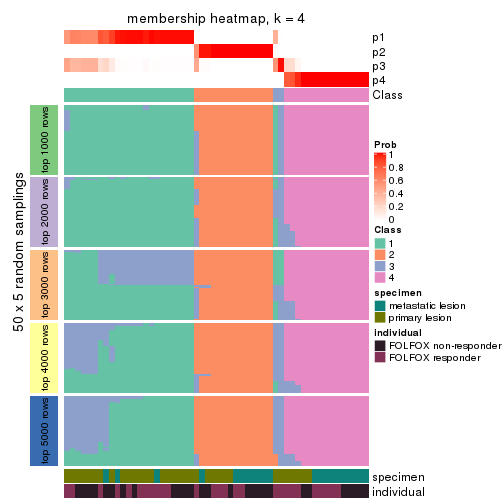 membership heatmap, k = 4
p1
p2
p3
p4
Class
50 x 5 random samplings
top 1000 rows
top 2000 rows
top 3000 rows
top 4000 rows
top 5000 rows
Prob
1
0.8
0.6
0.4
0.2
0
Class
1
2
3
4
specimen
metastatic lesion
primary lesion
individual
FOLFOX non-responder
FOLFOX responder
specimen
individual